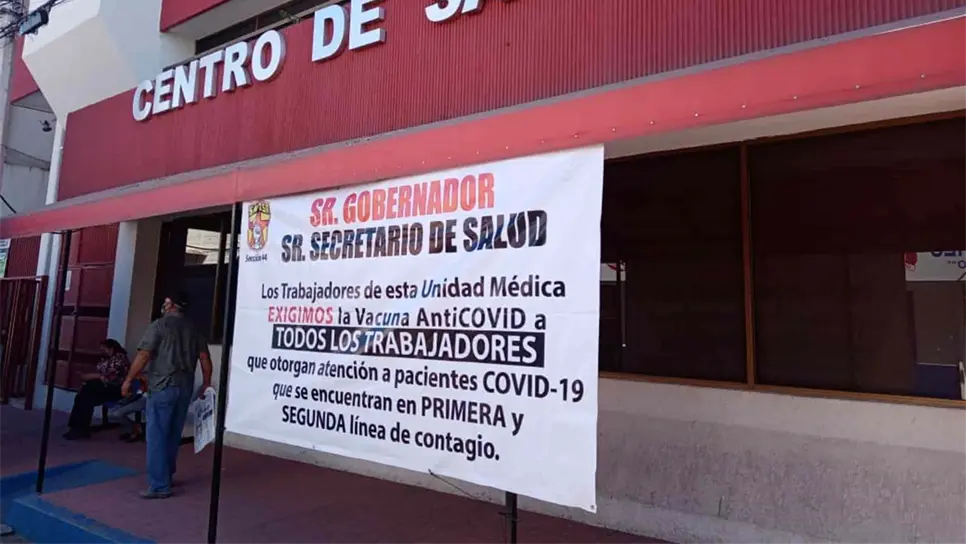 CENTRO DE SA
SR. GOBERNADOR
SR. SECRETARIO DE SALUD
Sección 44
Los Trabajadores de esta Unidad Médica
EXIGIMOS la Vacuna AntiCOVID a
TODOS LOS TRABAJADORES
que otorgan atención a pacientes COVID-19
que se encuentran en PRIMERA y
SEGUNDA línea de contagio.